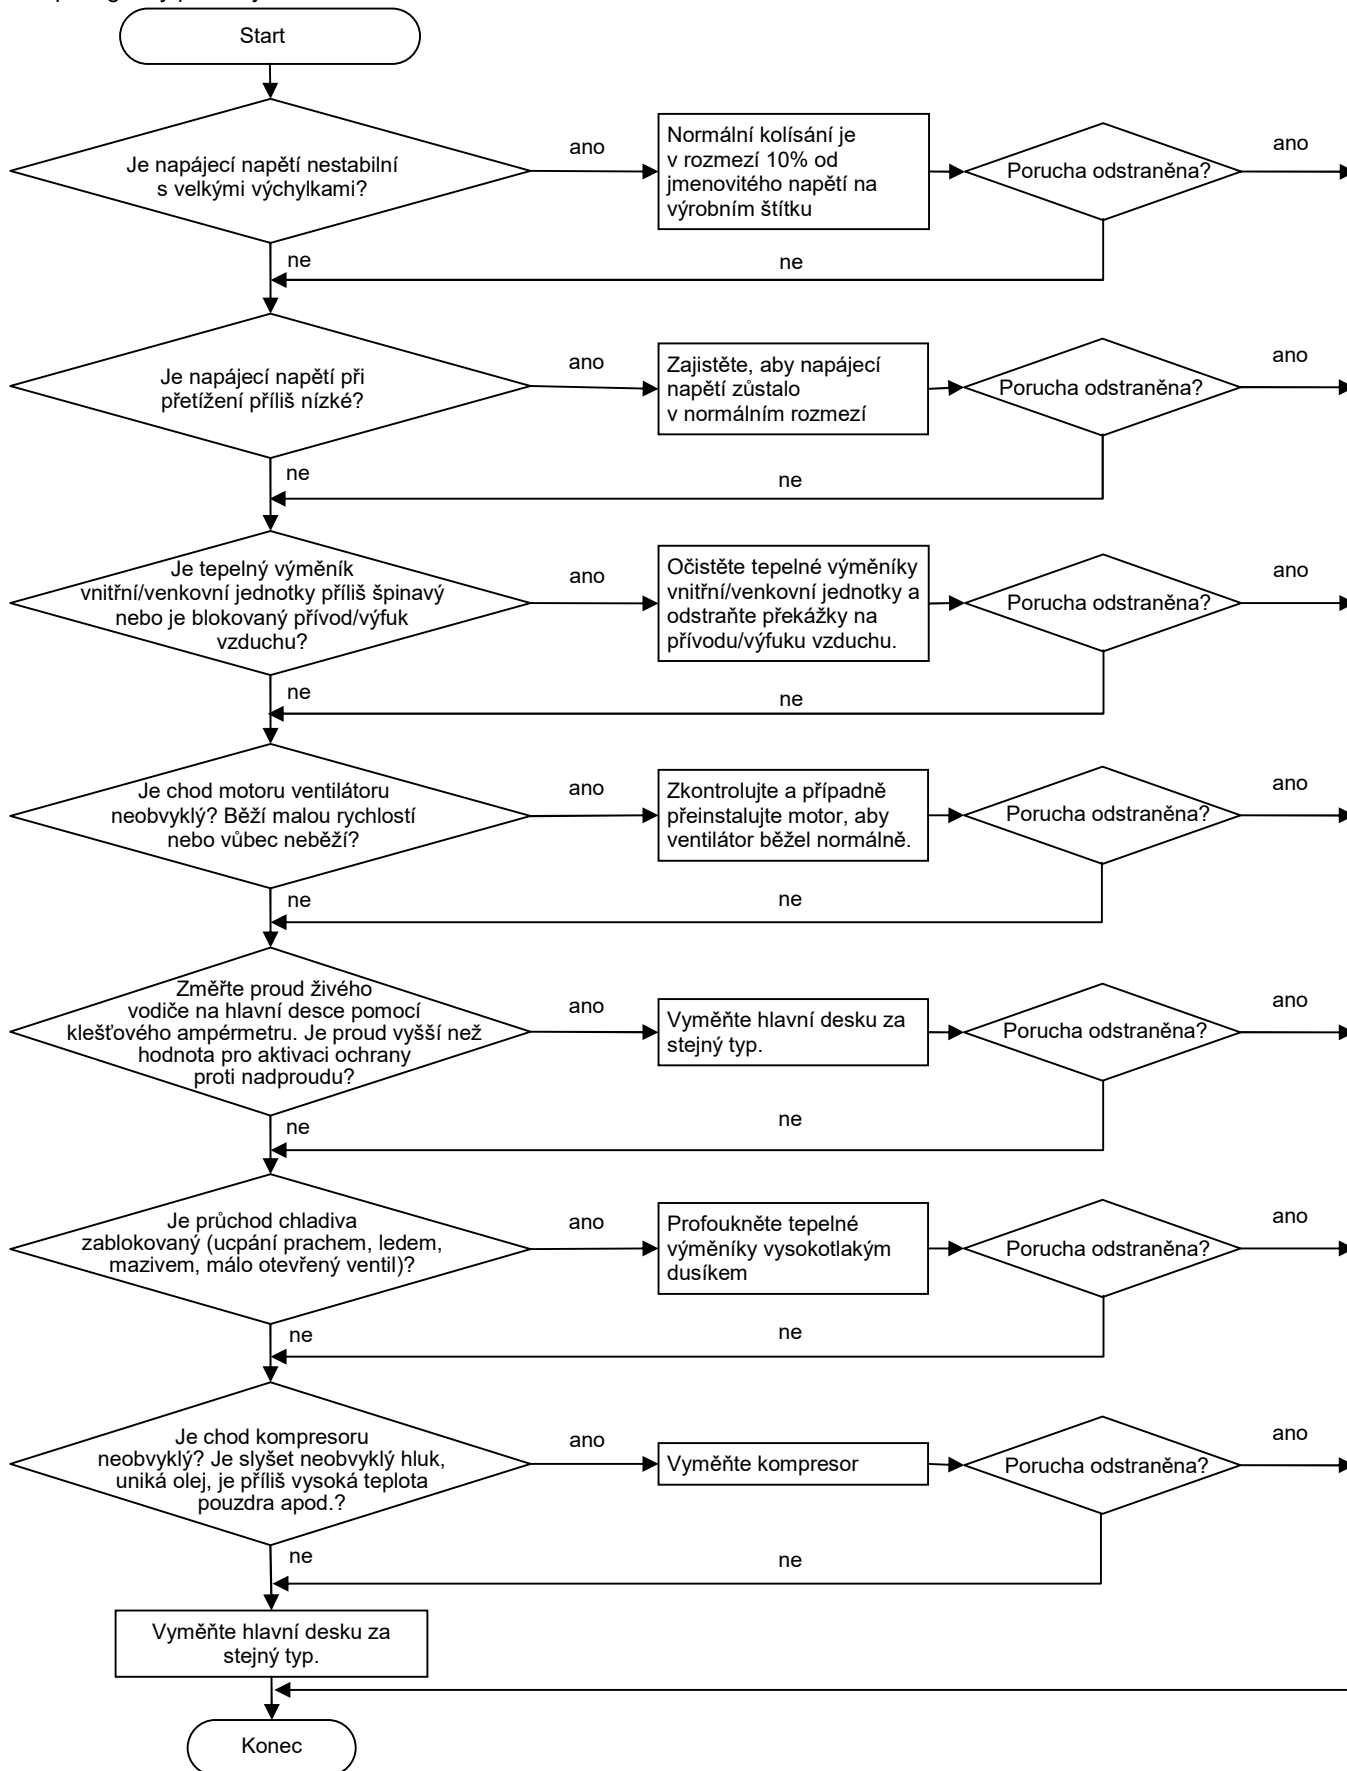 Start
Je napájecí napětí nestabilní
s velkými výchylkami?
ano
Normální kolísání je
v rozmezí 10% od
jmenovitého napětí na
výrobním štítku
Porucha odstraněna?
ano
ne
ne
Je napájecí napětí při
přetížení příliš nízké?
ano
Zajistěte, aby napájecí
napětí zůstalo
v normálním rozmezí
Porucha odstraněna?
ano
ne
ne
Je tepelný výměník
vnitřní/venkovní jednotky příliš špinavý
nebo je blokovaný přívod/výfuk
vzduchu?
ano
Očistěte tepelné výměníky
vnitřní/venkovní jednotky a
odstraňte překážky na
přívodu/výfuku vzduchu.
Porucha odstraněna?
ano
ne
ne
Je chod motoru ventilátoru
neobvyklý? Běží malou rychlostí
nebo vůbec neběží?
ano
Zkontrolujte a případně
přeinstalujte motor, aby
ventilátor běžel normálně.
Porucha odstraněna?
ano
ne
ne
Změřte proud živého
vodiče na hlavní desce pomocí
klešťového ampérmetru. Je proud vyšší než
hodnota pro aktivaci ochrany
proti nadproudu?
ano
Vyměňte hlavní desku za
stejný typ.
Porucha odstraněna?
ano
ne
ne
Je průchod chladiva
zablokovaný (ucpání prachem, ledem,
mazivem, málo otevřený ventil)?
ano
Profoukněte tepelné
výměníky vysokotlakým
dusíkem
Porucha odstraněna?
ano
ne
ne
Je chod kompresoru
neobvyklý? Je slyšet neobvyklý hluk,
uniká olej, je příliš vysoká teplota
pouzdra apod.?
ano
Vyměňte kompresor
Porucha odstraněna?
ano
ne
ne
Vyměňte hlavní desku za
stejný typ.
Konec